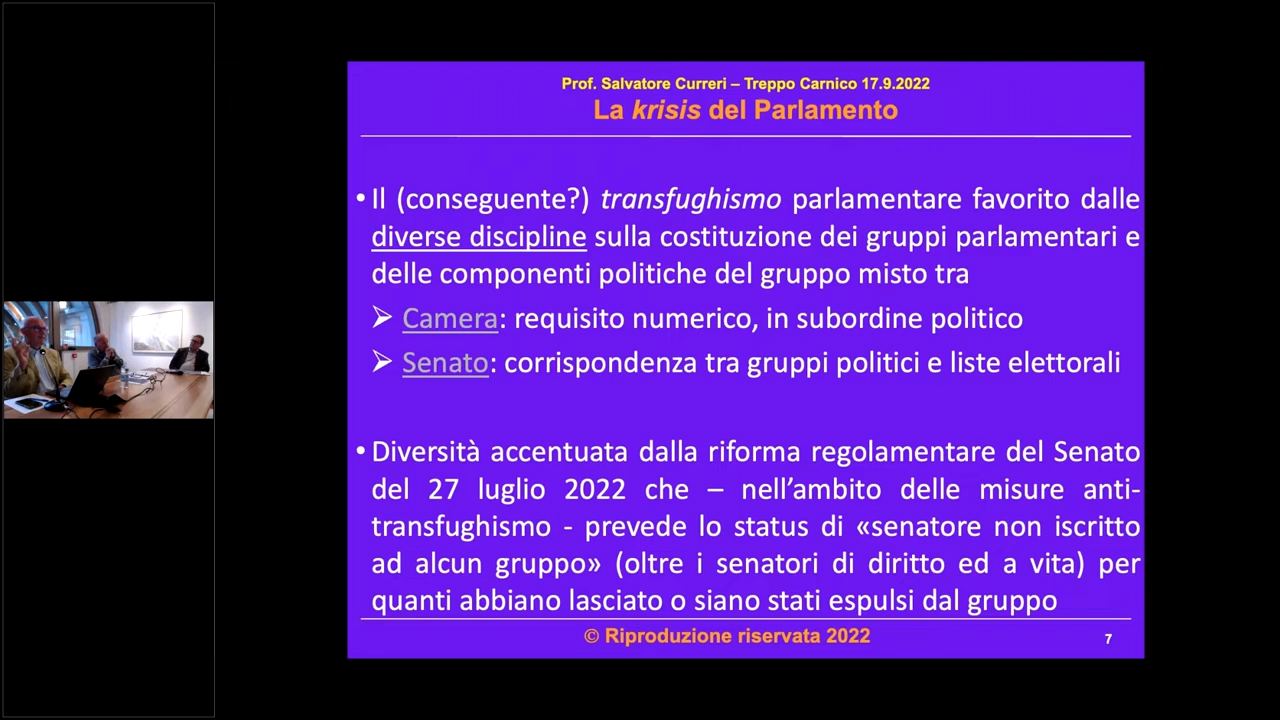 Prof. Salvatore Curreri – Treppo Carnico 17.9.2022
La krisis del Parlamento
• Il (conseguente?) transfughismo parlamentare favorito dalle
diverse discipline sulla costituzione dei gruppi parlamentari e
delle componenti politiche del gruppo misto tra
➢ Camera: requisito numerico, in subordine politico
➢ Senato: corrispondenza tra gruppi politici e liste elettorali
• Diversità accentuata dalla riforma regolamentare del Senato
del 27 luglio 2022 che – nell’ambito delle misure anti-
transfughismo - prevede lo status di «senatore non iscritto
ad alcun gruppo» (oltre i senatori di diritto ed a vita) per
quanti abbiano lasciato o siano stati espulsi dal gruppo
© Riproduzione riservata 2022
7